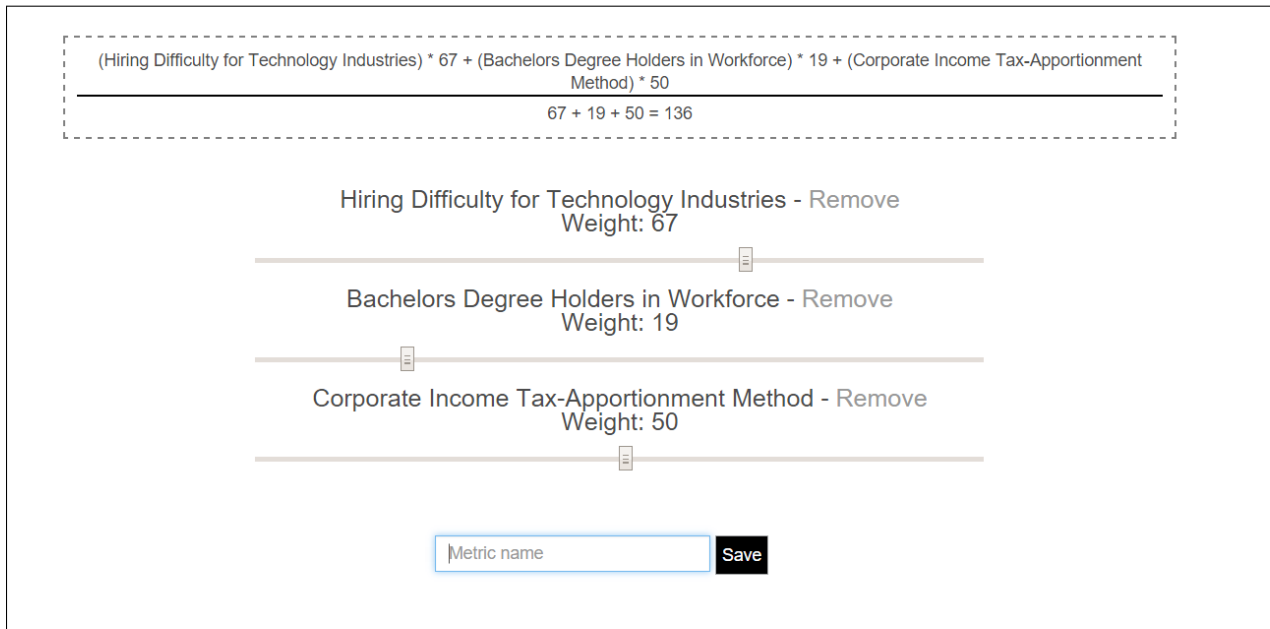 (Hiring Difficulty for Technology Industries) * 67 + (Bachelors Degree Holders in Workforce) * 19 + (Corporate Income Tax-Apportionment
Method) * 50
67 + 19 + 50 = 136
Hiring Difficulty for Technology Industries - Remove
Weight: 67
Bachelors Degree Holders in Workforce - Remove
Weight: 19
Corporate Income Tax-Apportionment Method - Remove
Weight: 50
Metric name Save